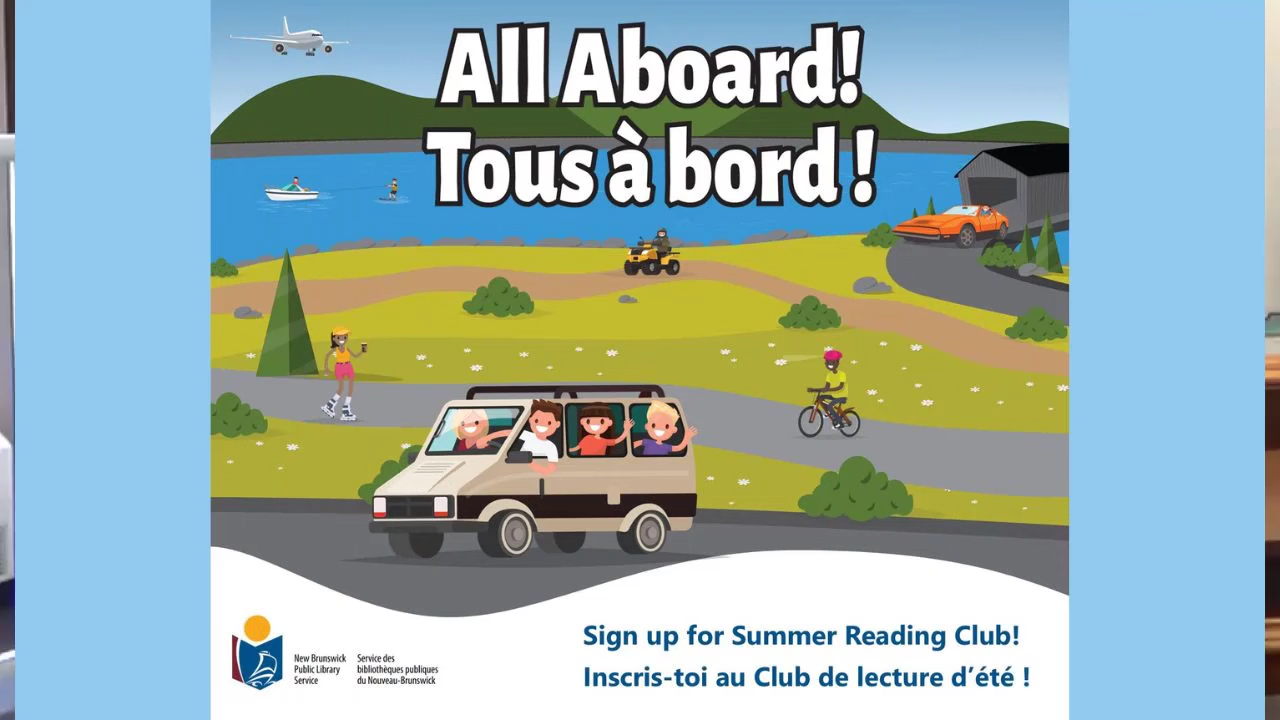 All Aboard!
Tous à bord !
New Brunswick
Public Library
Service
Service des
bibliothèques publiques
du Nouveau-Brunswick
Sign up for Summer Reading Club!
Inscris-toi au Club de lecture d’été !